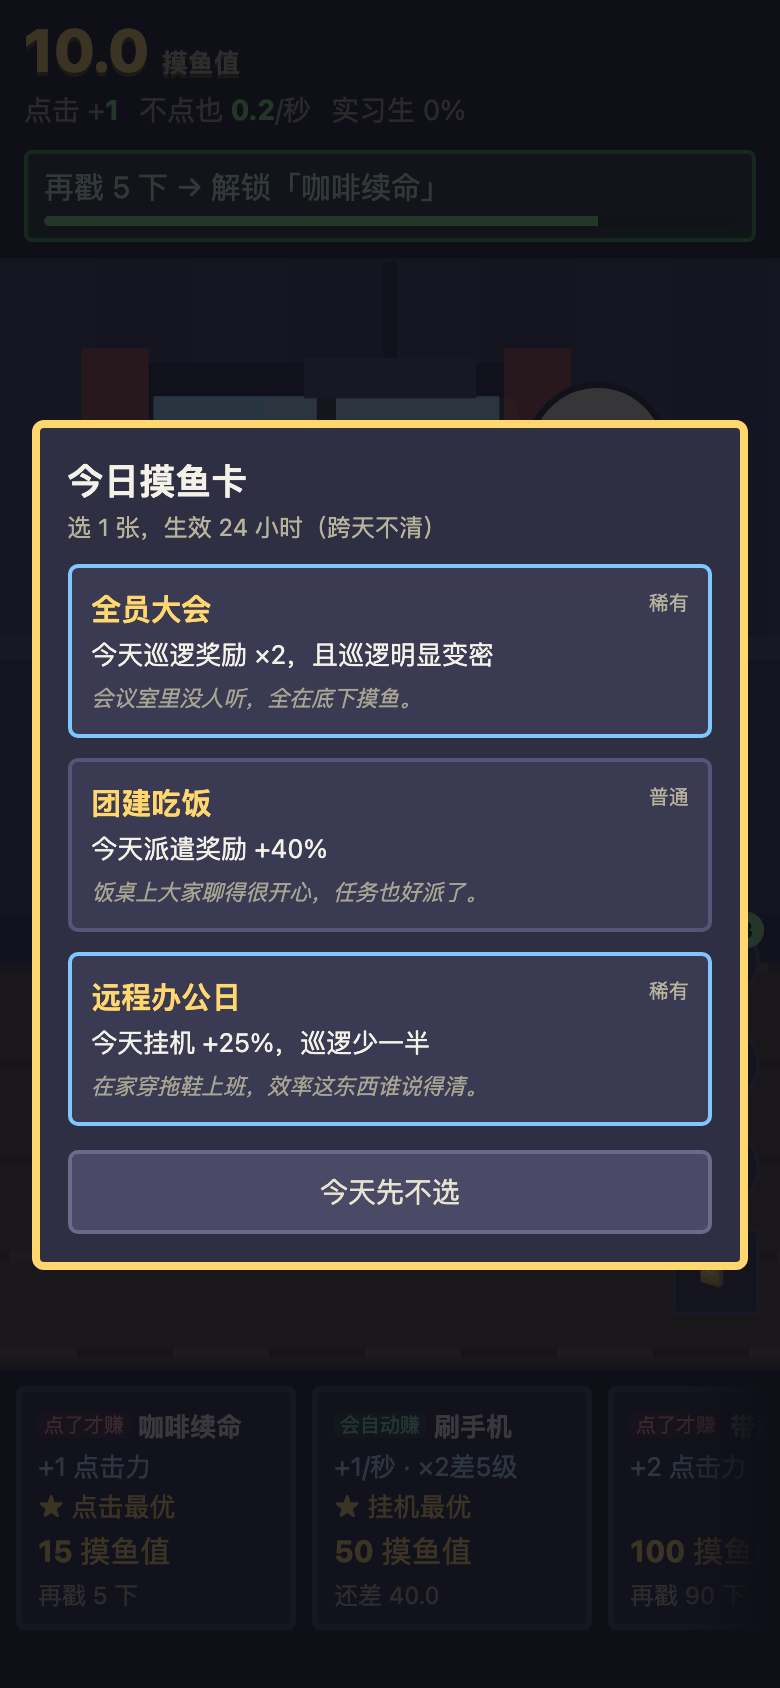 10.0 摸鱼值
点击 +1 不点也 0.2/秒 实习生 0%
再戳 5 下 → 解锁「咖啡续命」
今日摸鱼卡
选 1 张，生效 24 小时（跨天不清）
全员大会 稀有
今天巡逻奖励 ×2，且巡逻明显变密
会议室里没人听，全在底下摸鱼。
团建吃饭 普通
今天派遣奖励 +40%
饭桌上大家聊得很开心，任务也好派了。
远程办公日 稀有
今天挂机 +25%，巡逻少一半
在家穿拖鞋上班，效率这东西谁说得清。
今天先不选
点了才赚 咖啡续命
+1 点击力
★ 点击最优
15 摸鱼值
再戳 5 下
会自动赚 刷手机
+1/秒 · ×2差5级
★ 挂机最优
50 摸鱼值
还差 40.0
点了才赚 带
+2 点击力
100 摸鱼
再戳 90 下